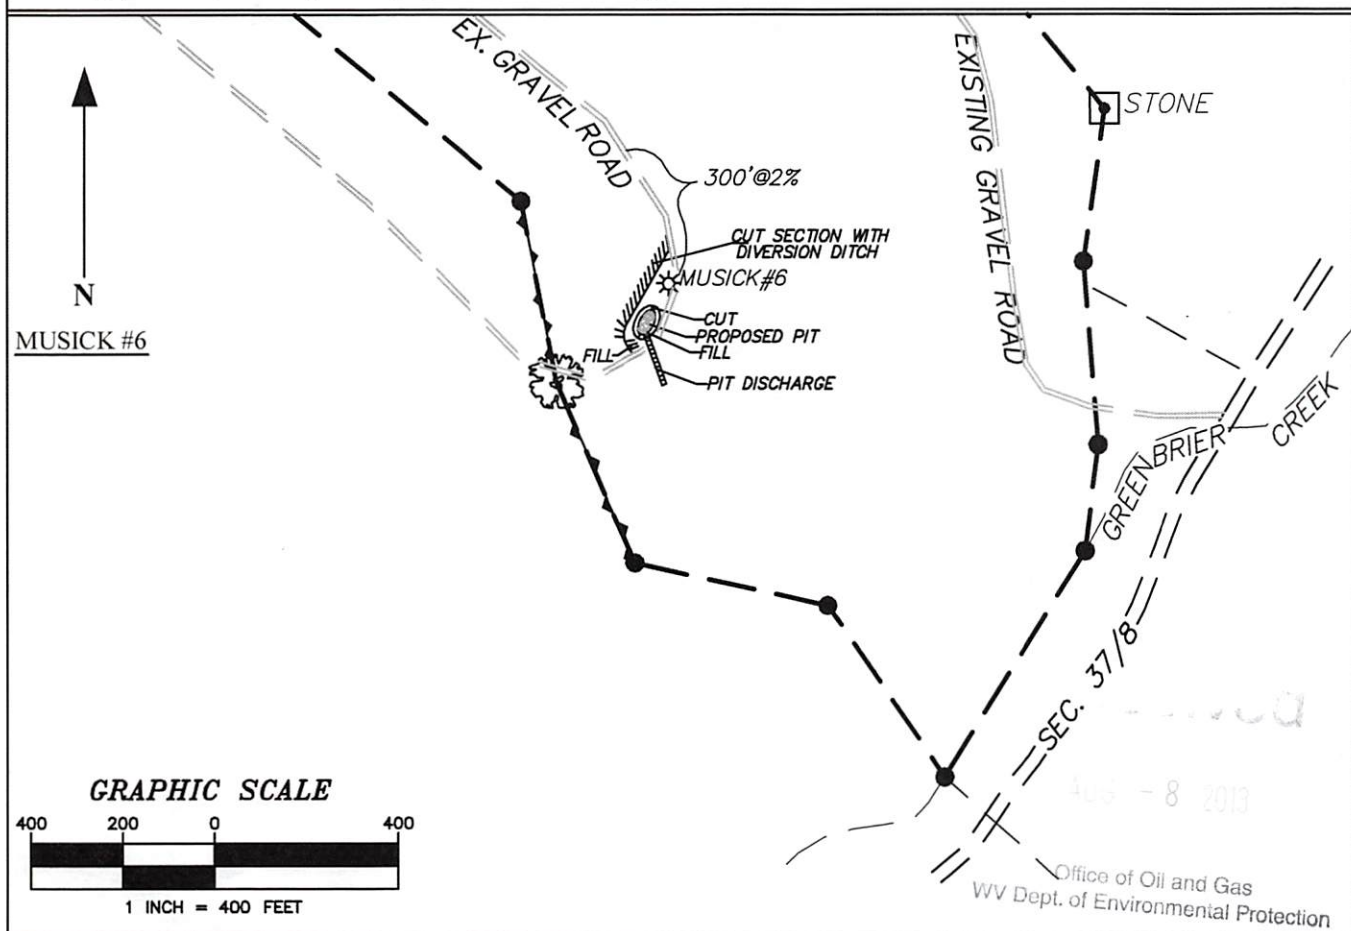 EX. GRAVEL ROAD
EXISTING GRAVEL ROAD
STONE
300'@2%
CUT SECTION WITH
DIVERSION DITCH
MUSICK#6
N
MUSICK #6
CUT
PROPOSED PIT
FILL
FILL
PIT DISCHARGE
GREENBRIER CREEK
SEC. 37/8
GRAPHIC SCALE
400 200 0 400
1 INCH = 400 FEET
- 8 2013
Office of Oil and Gas
WV Dept. of Environmental Protection